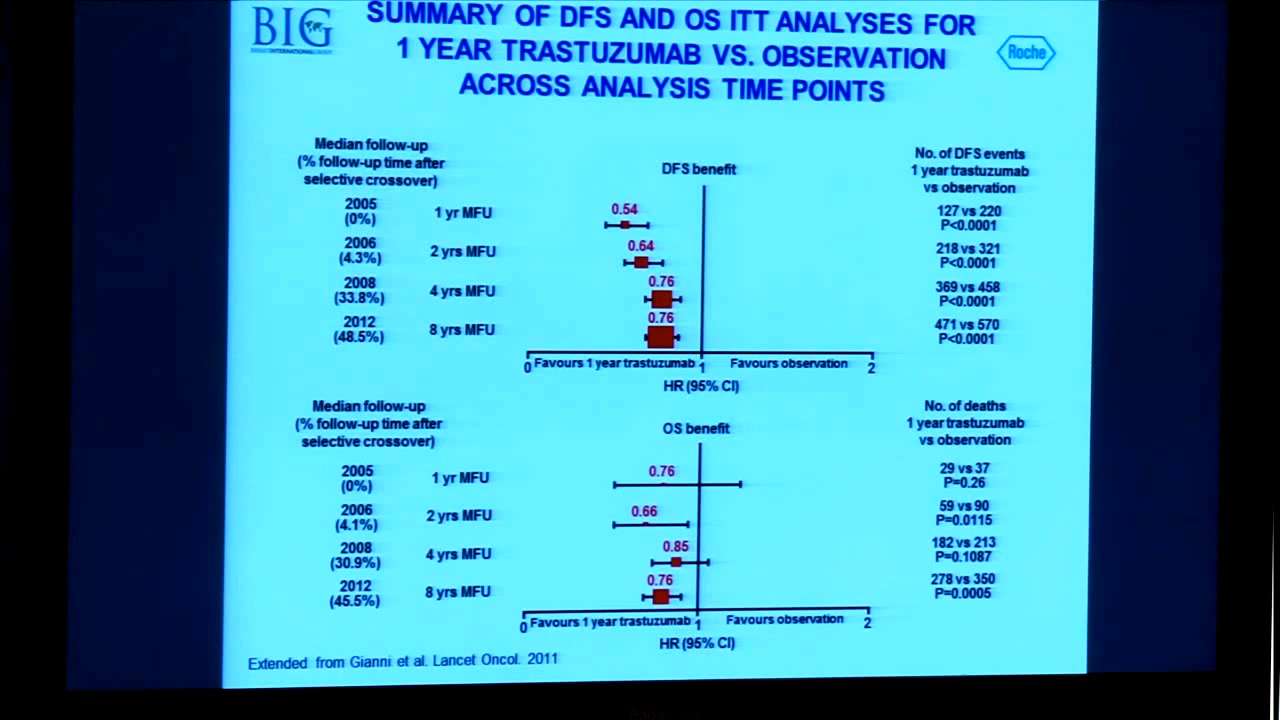 BIG
SUMMARY OF DFS AND OS ITT ANALYSES FOR
1 YEAR TRASTUZUMAB VS. OBSERVATION
ACROSS ANALYSIS TIME POINTS
Roche
Median follow-up
(% follow-up time after
selective crossover)
DFS benefit
No. of DFS events
1 year trastuzumab
vs observation
2005
(0%)
1 yr MFU
0.54
127 vs 220
P<0.0001
2006
(4.3%)
2 yrs MFU
0.64
218 vs 321
P<0.0001
2008
(33.8%)
4 yrs MFU
0.76
369 vs 458
P<0.0001
2012
(48.5%)
8 yrs MFU
0.76
471 vs 570
P<0.0001
0 Favours 1 year trastuzumab 1 Favours observation 2
HR (95% CI)
Median follow-up
(% follow-up time after
selective crossover)
OS benefit
No. of deaths
1 year trastuzumab
vs observation
2005
(0%)
1 yr MFU
0.76
29 vs 37
P=0.26
2006
(4.1%)
2 yrs MFU
0.66
59 vs 90
P=0.0115
2008
(30.9%)
4 yrs MFU
0.85
182 vs 213
P=0.1087
2012
(45.5%)
8 yrs MFU
0.76
278 vs 350
P=0.0005
0 Favours 1 year trastuzumab 1 Favours observation 2
HR (95% CI)
Extended from Gianni et al. Lancet Oncol. 2011